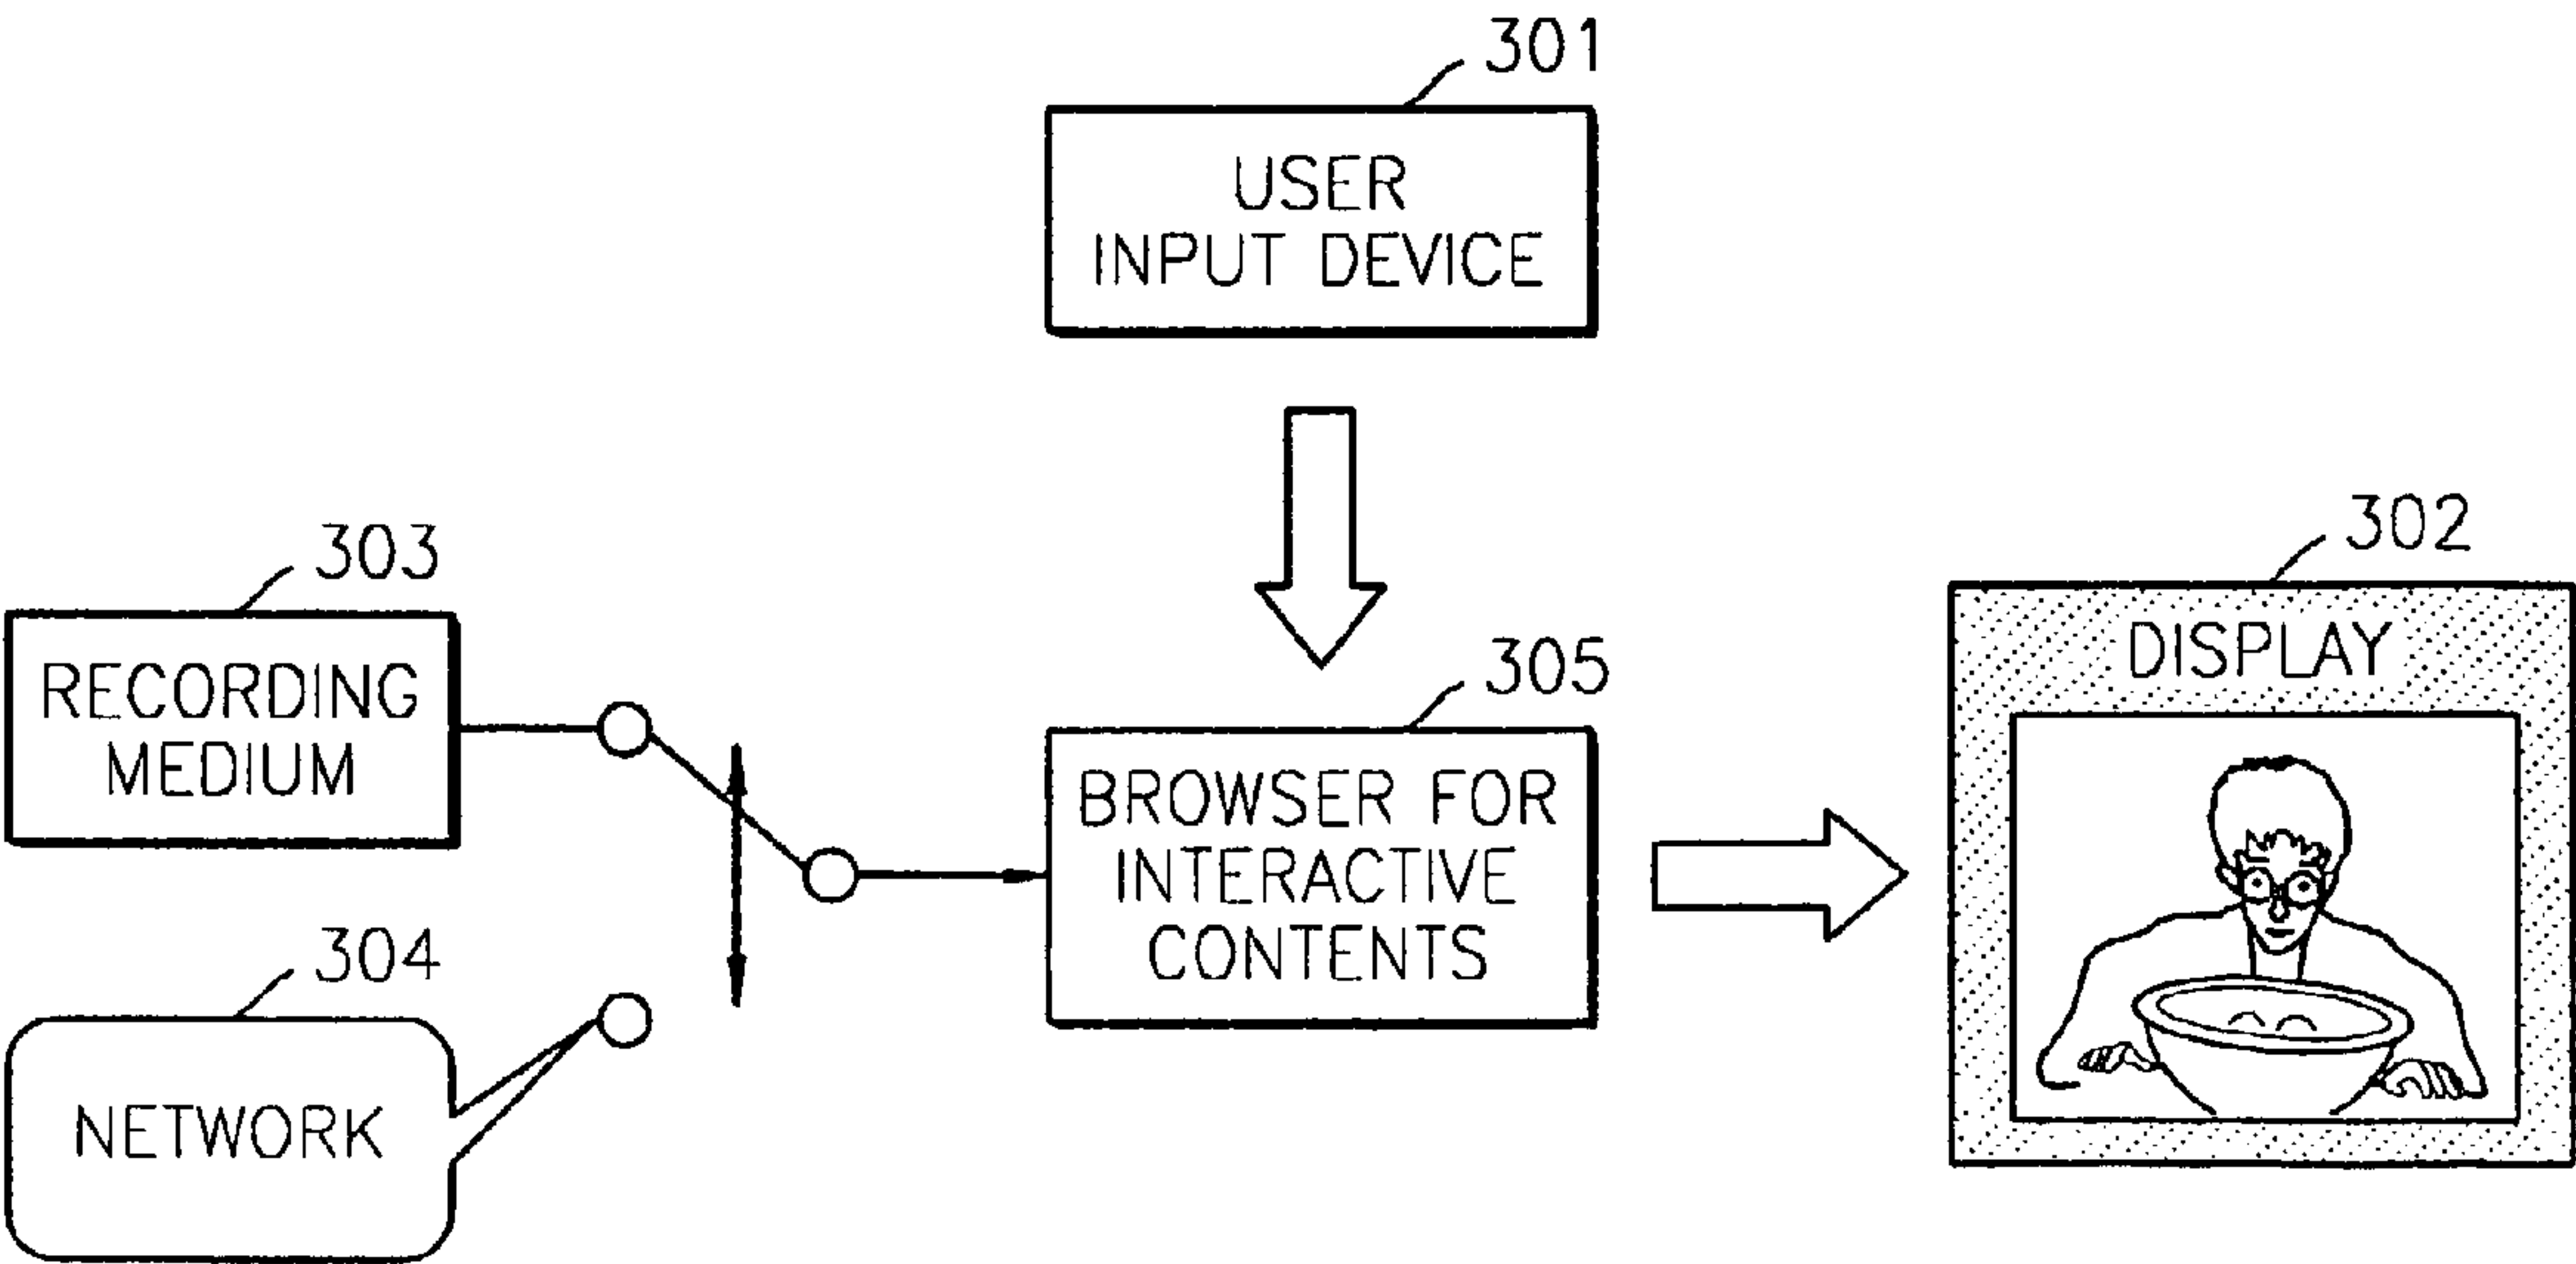 301
USER
INPUT DEVICE
303
RECORDING
MEDIUM
304
NETWORK
305
BROWSER FOR
INTERACTIVE
CONTENTS
302
DISPLAY